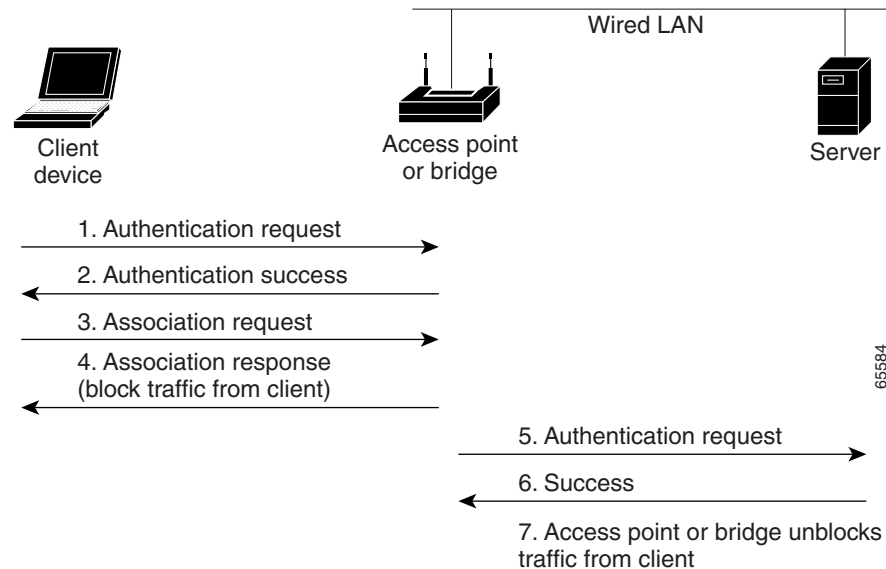 Wired LAN
Client
device
Access point
or bridge
Server
1. Authentication request
2. Authentication success
3. Association request
4. Association response
(block traffic from client)
65584
5. Authentication request
6. Success
7. Access point or bridge unblocks
traffic from client